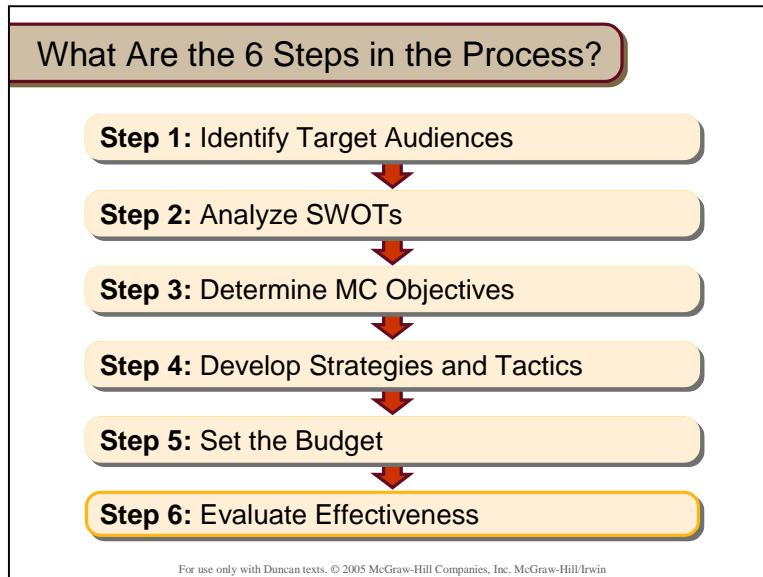 What Are the 6 Steps in the Process?
Step 1: Identify Target Audiences
Step 2: Analyze SWOTs
Step 3: Determine MC Objectives
Step 4: Develop Strategies and Tactics
Step 5: Set the Budget
Step 6: Evaluate Effectiveness
For use only with Duncan texts. © 2005 McGraw-Hill Companies, Inc. McGraw-Hill/Irwin